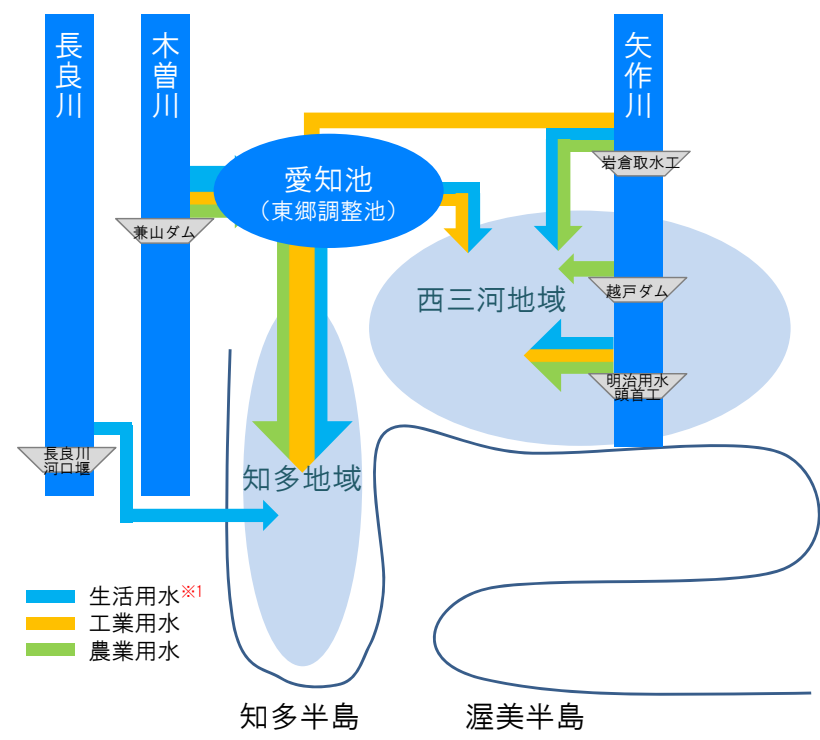 長良川
木曽川
矢作川
岩倉取水工
愛知池
（東郷調整池）
兼山ダム
越戸ダム
西三河地域
明治用水
頭首工
長良川
河口堰
知多地域
生活用水※1
工業用水
農業用水
知多半島
渥美半島